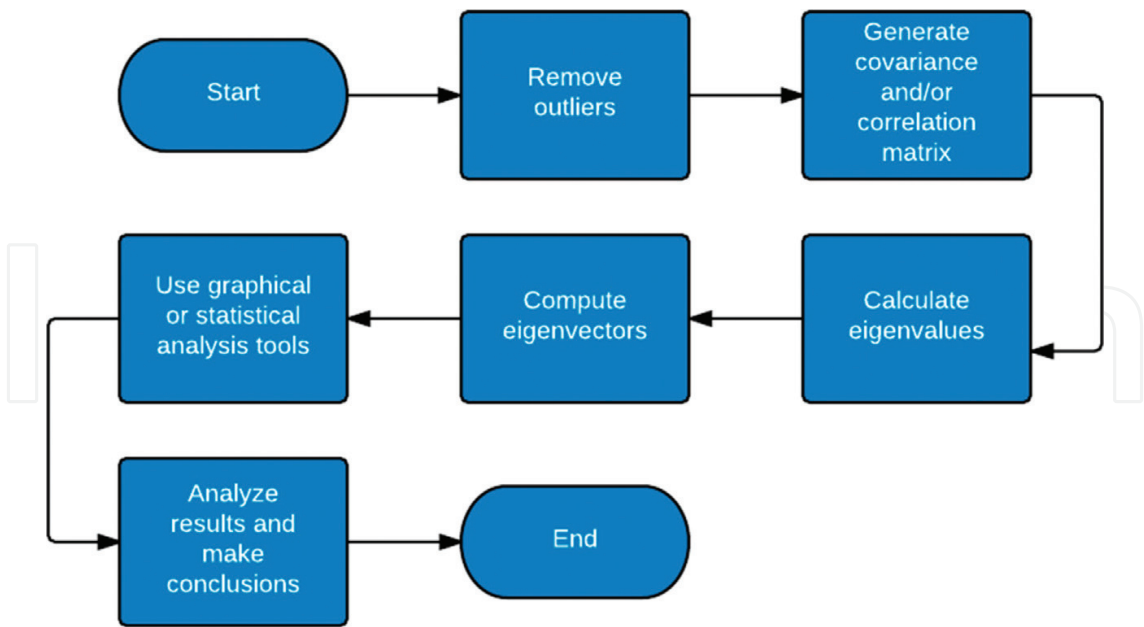 Start
Remove
outliers
Generate
covariance
and/or
correlation
matrix
Use graphical
or statistical
analysis tools
Compute
eigenvectors
Calculate
eigenvalues
Analyze
results and
make
conclusions
End